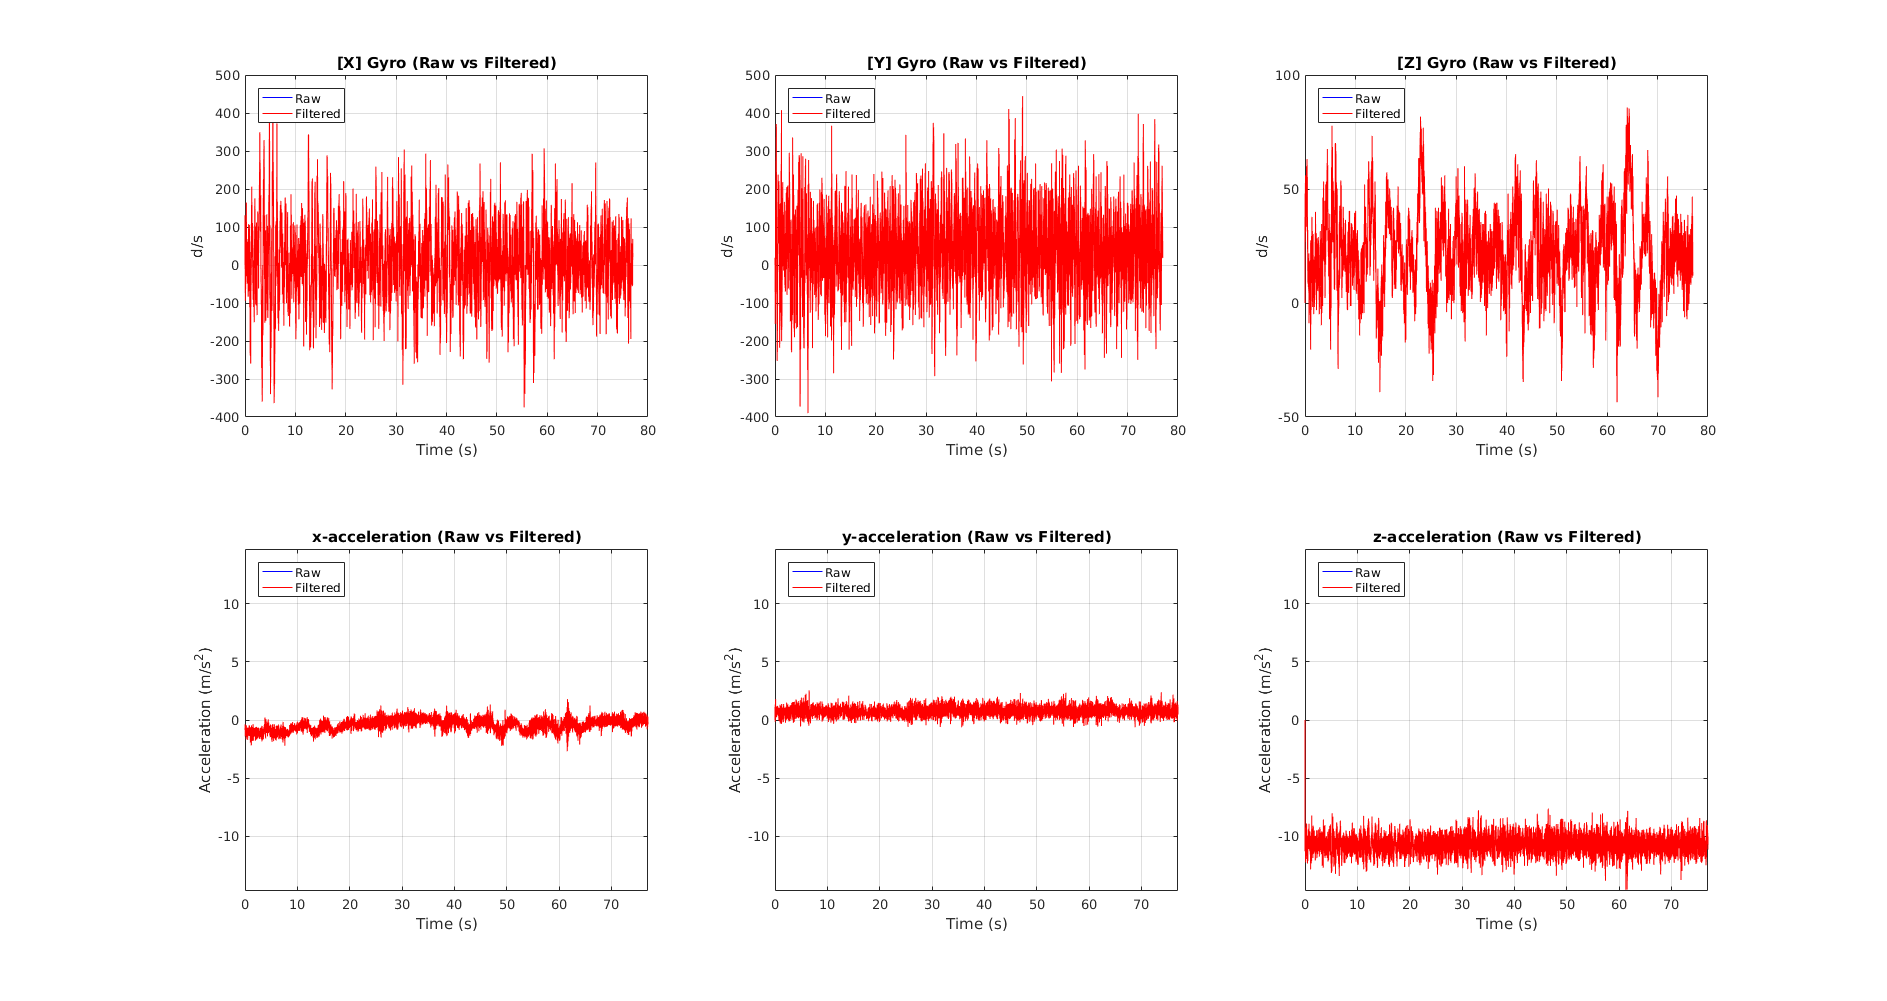 [X] Gyro (Raw vs Filtered)
500
400
300
200
100
0
-100
-200
-300
-400
d/s
Raw
Filtered
0 10 20 30 40 50 60 70 80
Time (s)
[Y] Gyro (Raw vs Filtered)
500
400
300
200
100
0
-100
-200
-300
-400
d/s
Raw
Filtered
0 10 20 30 40 50 60 70 80
Time (s)
[Z] Gyro (Raw vs Filtered)
100
50
0
-50
d/s
Raw
Filtered
0 10 20 30 40 50 60 70 80
Time (s)
x-acceleration (Raw vs Filtered)
10
5
0
-5
-10
Acceleration (m/s²)
Raw
Filtered
0 10 20 30 40 50 60 70
Time (s)
y-acceleration (Raw vs Filtered)
10
5
0
-5
-10
Acceleration (m/s²)
Raw
Filtered
0 10 20 30 40 50 60 70
Time (s)
z-acceleration (Raw vs Filtered)
10
5
0
-5
-10
Acceleration (m/s²)
Raw
Filtered
0 10 20 30 40 50 60 70
Time (s)